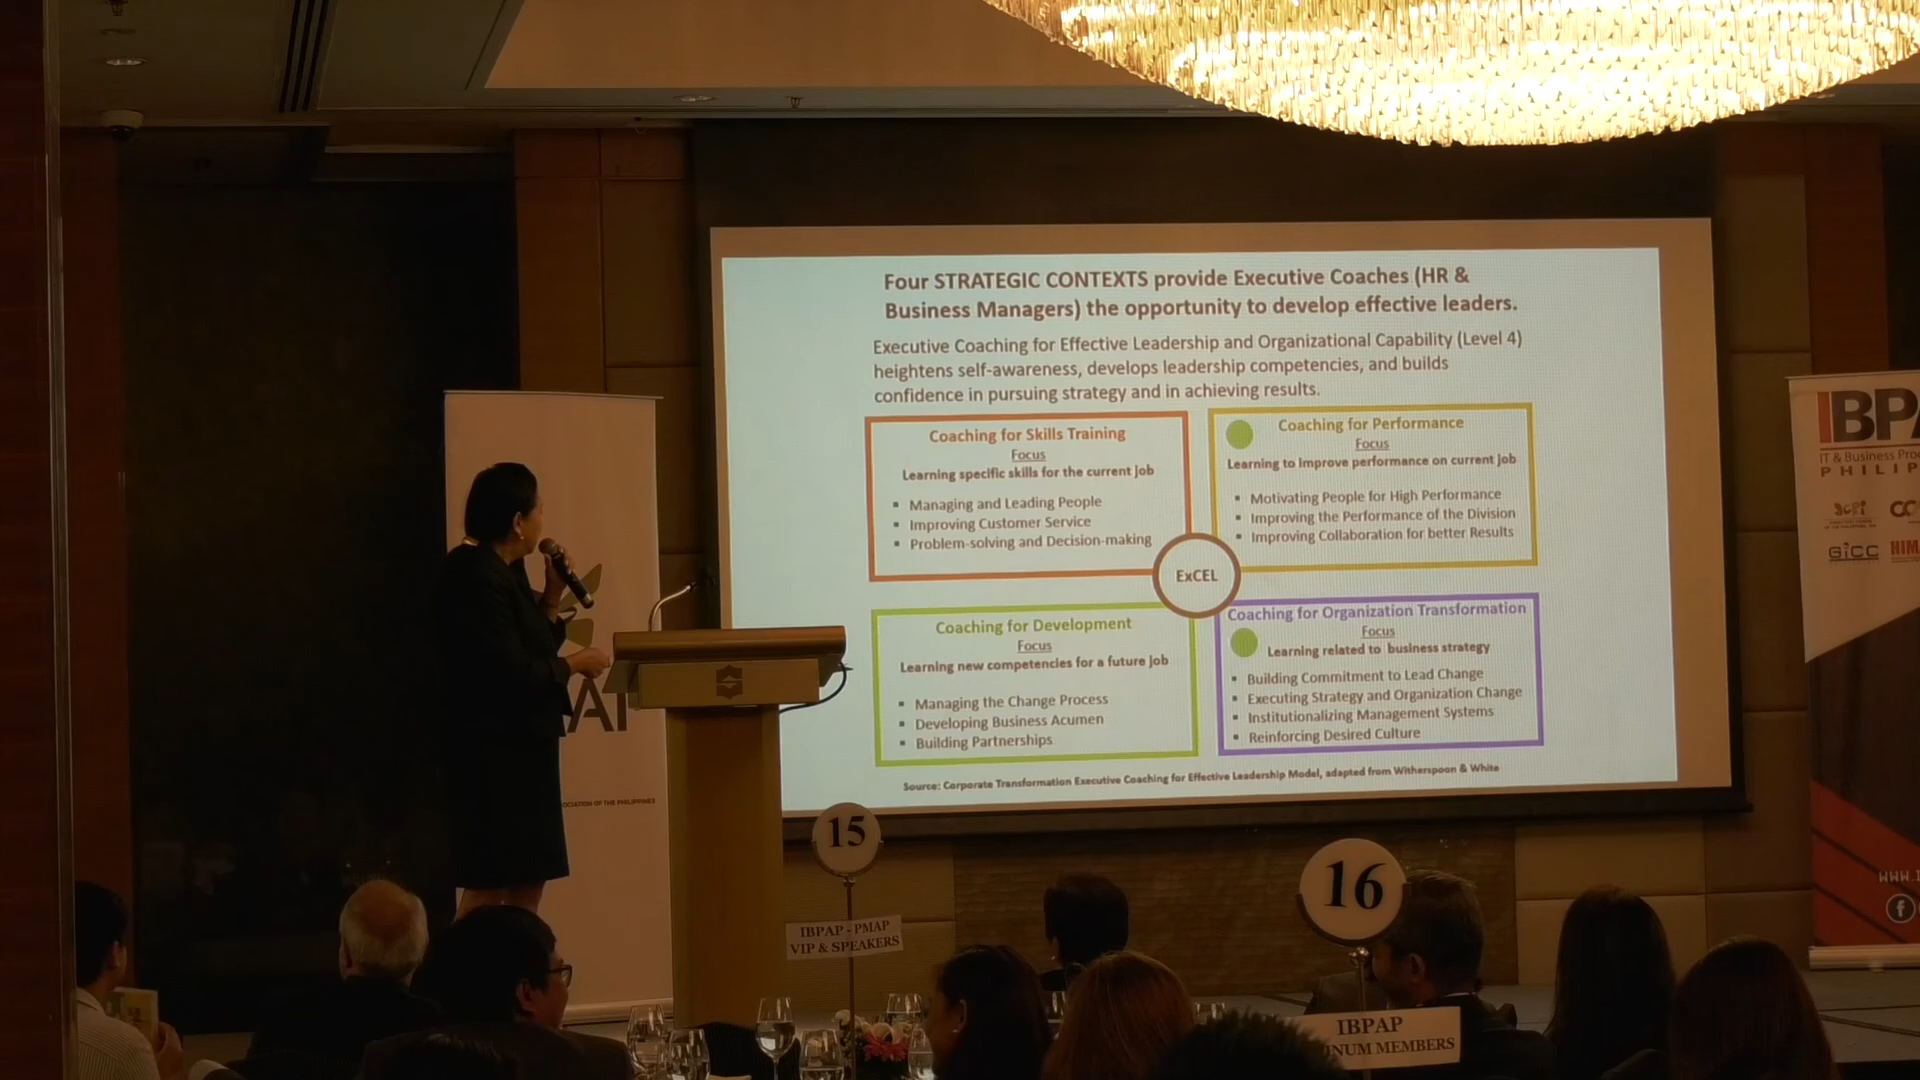 Four STRATEGIC CONTEXTS provide Executive Coaches (HR &
Business Managers) the opportunity to develop effective leaders.
Executive Coaching for Effective Leadership and Organizational Capability (Level 4)
heightens self-awareness, develops leadership competencies, and builds
confidence in pursuing strategy and in achieving results.
Coaching for Skills Training
Focus
Learning specific skills for the current job
▪ Managing and Leading People
▪ Improving Customer Service
▪ Problem-solving and Decision-making
Coaching for Performance
Focus
Learning to improve performance on current job
▪ Motivating People for High Performance
▪ Improving the Performance of the Division
▪ Improving Collaboration for better Results
ExCEL
Coaching for Development
Focus
Learning new competencies for a future job
▪ Managing the Change Process
▪ Developing Business Acumen
▪ Building Partnerships
Coaching for Organization Transformation
Focus
Learning related to business strategy
▪ Building Commitment to Lead Change
▪ Executing Strategy and Organization Change
▪ Institutionalizing Management Systems
▪ Reinforcing Desired Culture
Source: Corporate Transformation Executive Coaching for Effective Leadership Model, adapted from Witherspoon & White
IBPA
IT & Business Pro
PHILIP
GICC HIM
WWW.
OF THE PHILIPPINES
15
IBPAP - PMAP
VIP & SPEAKERS
16
IBPAP
NUM MEMBERS